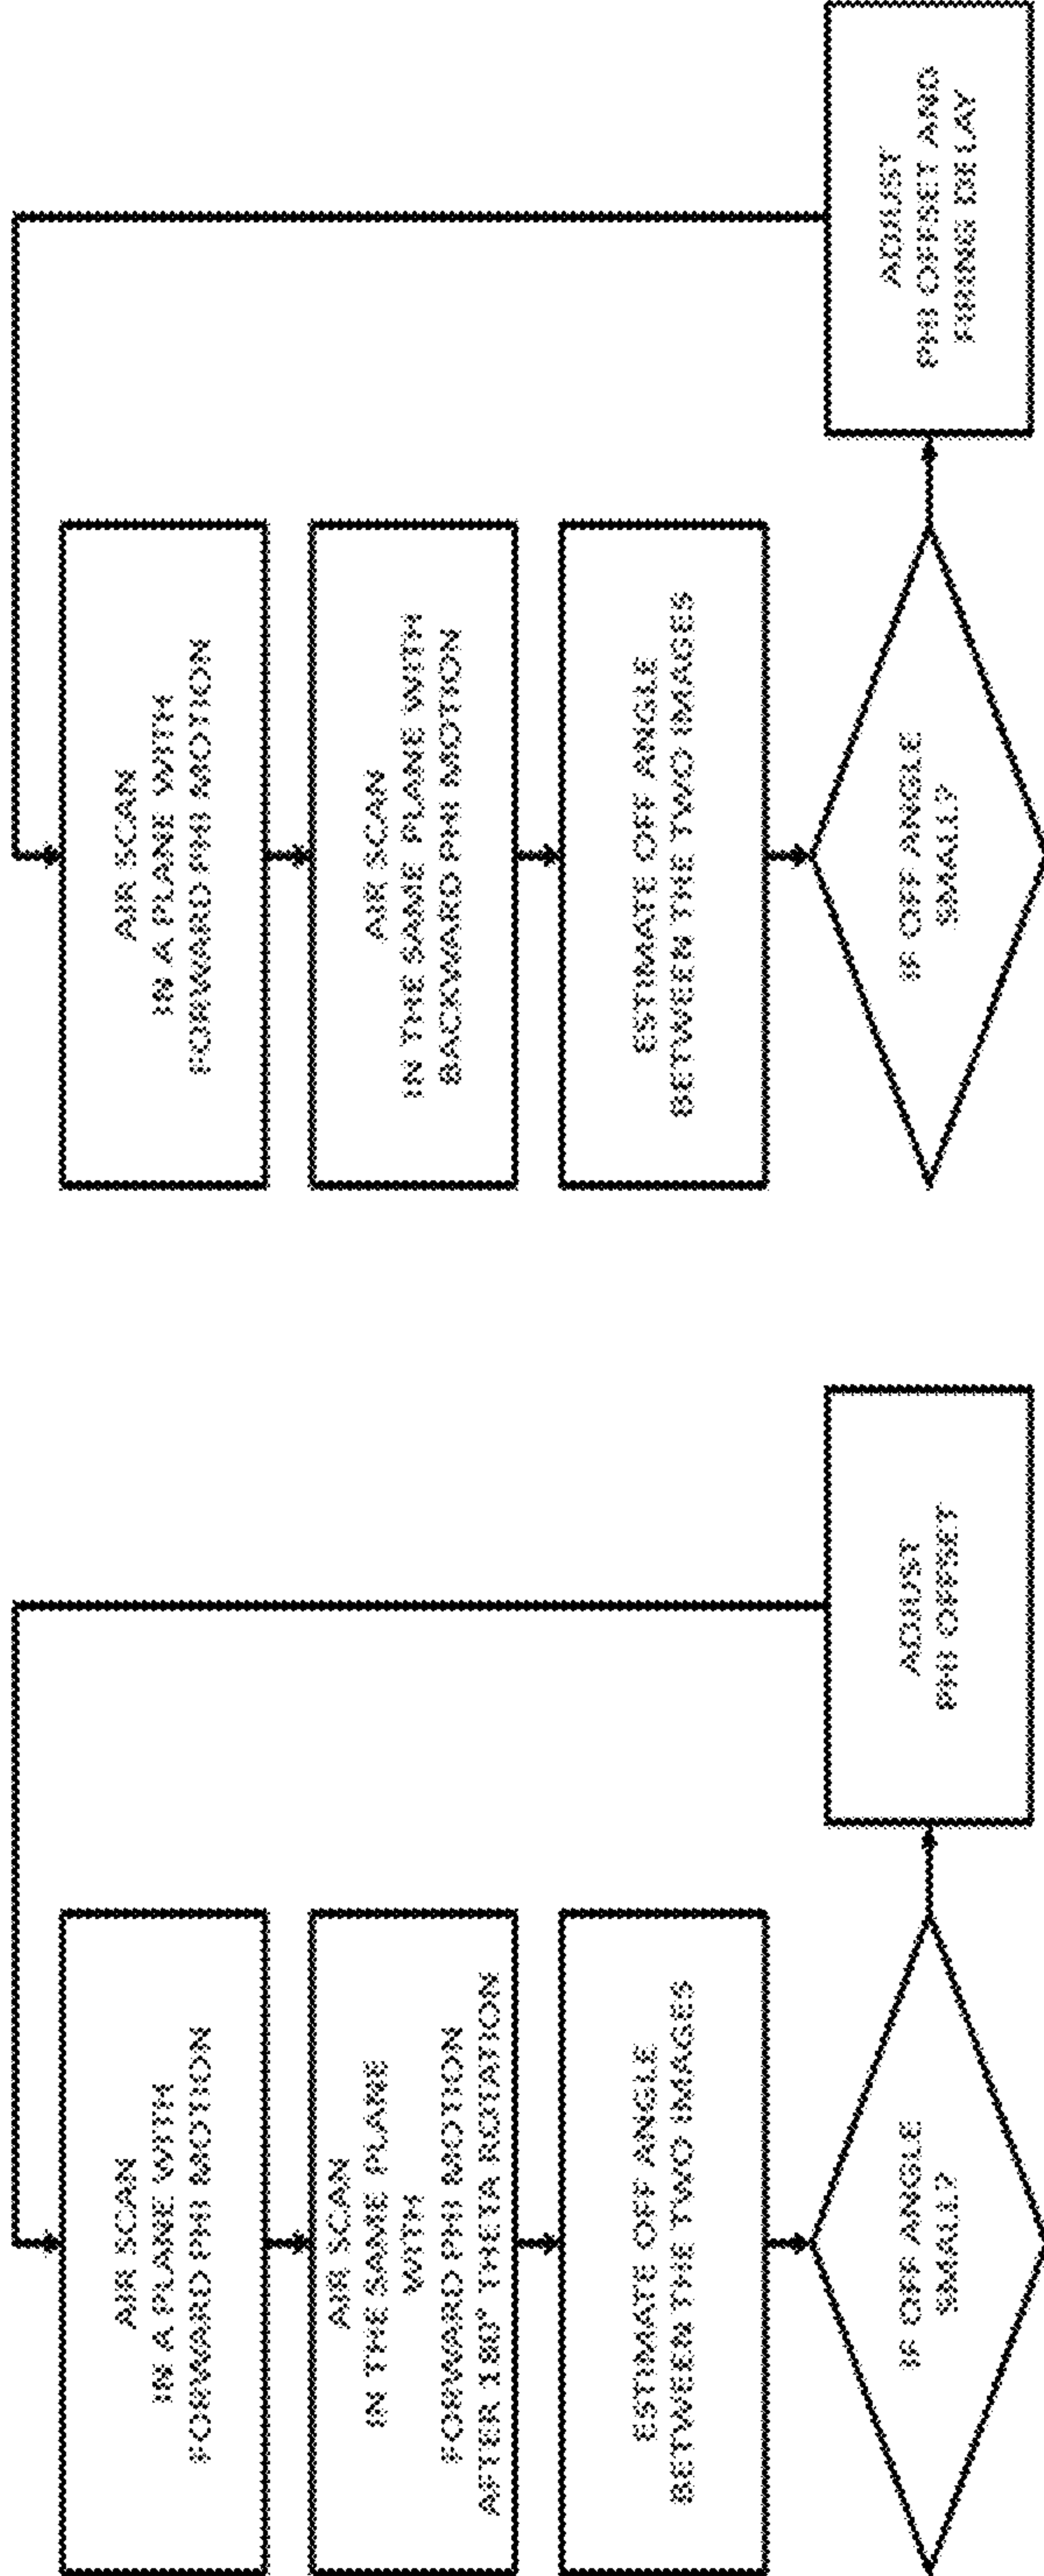 AIR SCAN
IN A PLANE WITH
FORWARD PHI MOTION
AIR SCAN
IN THE SAME PLANE
WITH
FORWARD PHI MOTION
AFTER 180° THETA ROTATION
ESTIMATE OFF ANGLE
BETWEEN THE TWO IMAGES
IF OFF ANGLE
SMALL?
ADJUST
PHI OFFSET
AIR SCAN
IN A PLANE WITH
FORWARD PHI MOTION
AIR SCAN
IN THE SAME PLANE WITH
BACKWARD PHI MOTION
ESTIMATE OFF ANGLE
BETWEEN THE TWO IMAGES
IF OFF ANGLE
SMALL?
ADJUST
PHI OFFSET AND
FIRING DELAY